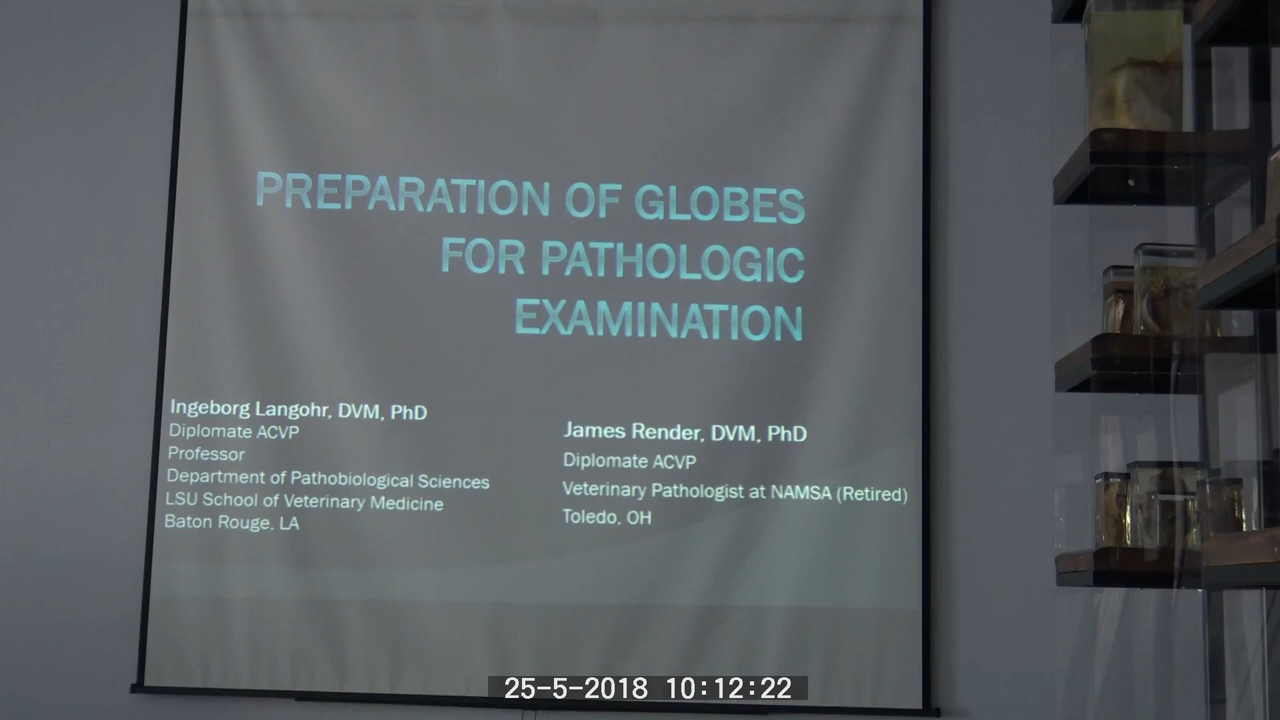 PREPARATION OF GLOBES
FOR PATHOLOGIC
EXAMINATION
Ingeborg Langohr, DVM, PhD
Diplomate ACVP
Professor
Department of Pathobiological Sciences
LSU School of Veterinary Medicine
Baton Rouge, LA
James Render, DVM, PhD
Diplomate ACVP
Veterinary Pathologist at NAMSA (Retired)
Toledo, OH
25-5-2018 10:12:22